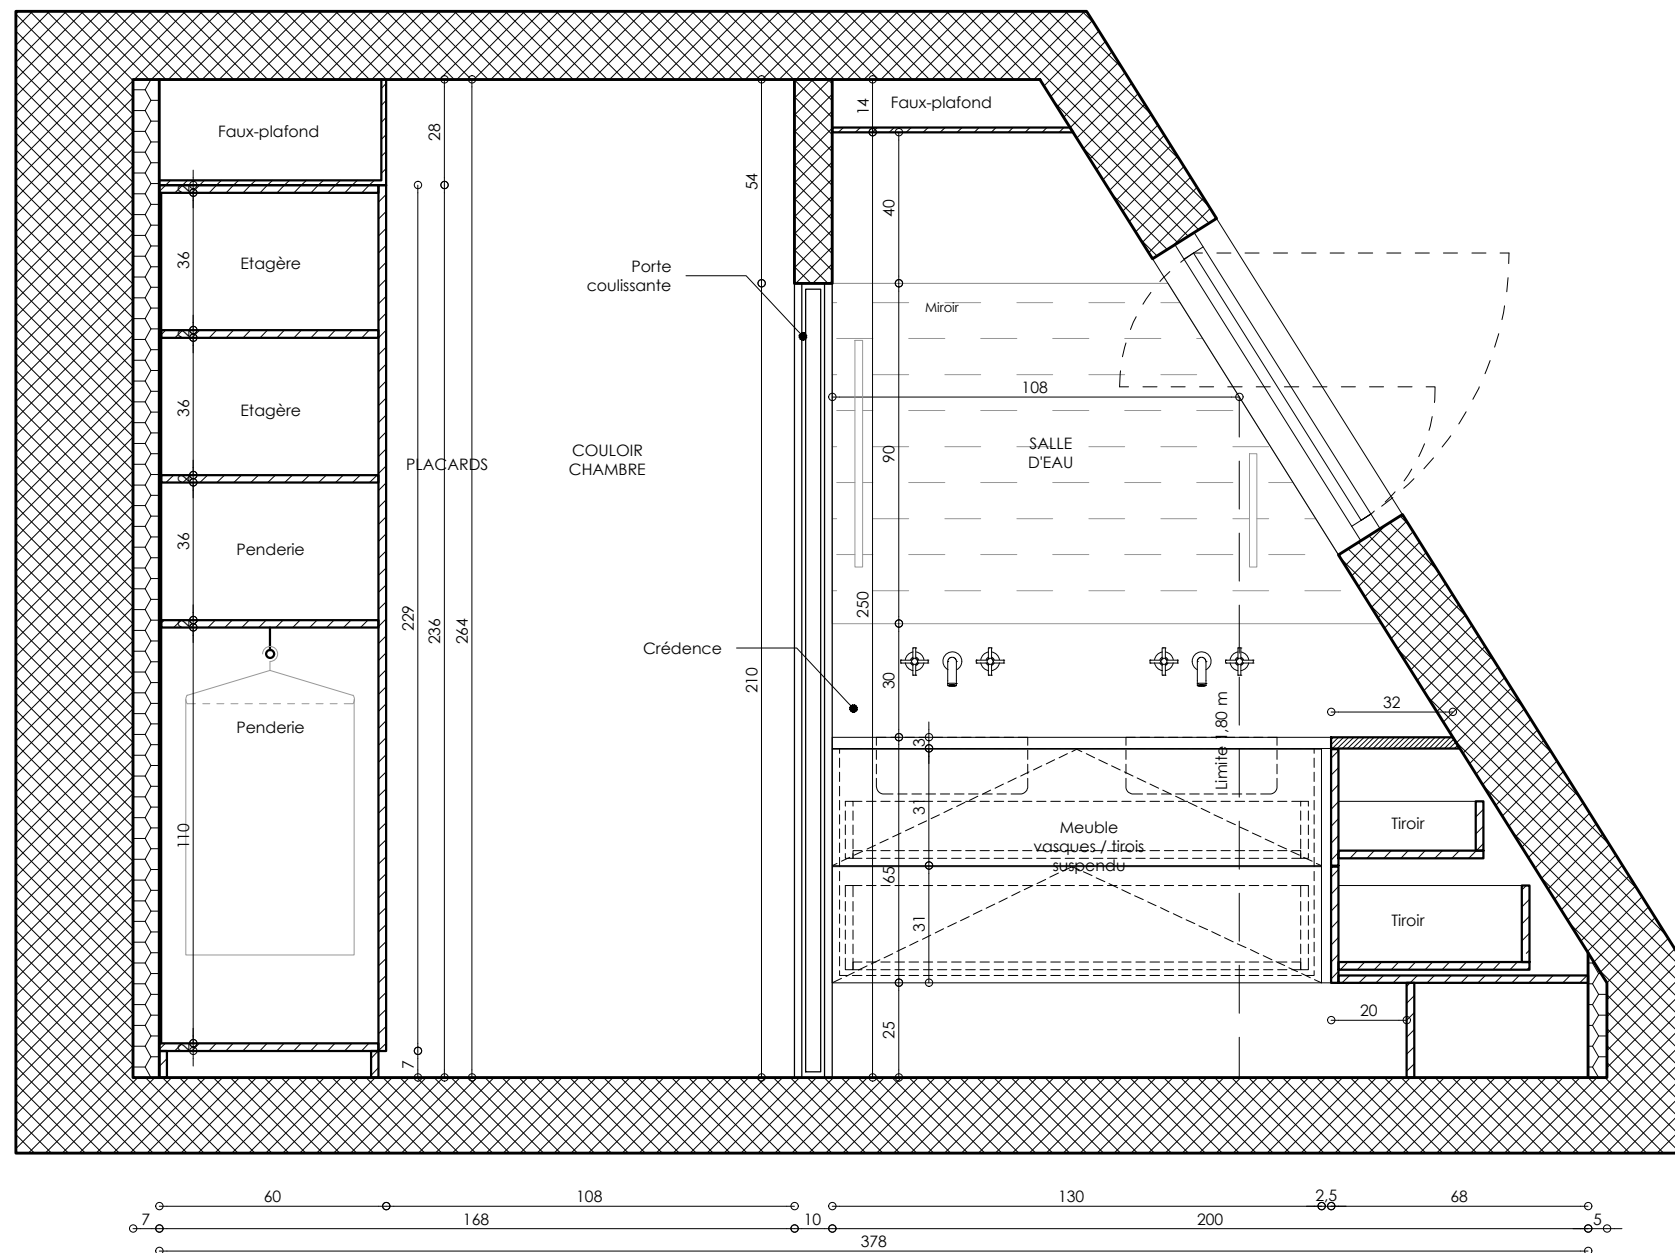 Faux-plafond
28
54
14
Faux-plafond
40
36
Etagère
Porte
coulissante
Miroir
36
Etagère
108
PLACARDS
COULOIR
CHAMBRE
90
SALLE
D'EAU
36
Penderie
229
236
264
250
Crédence
210
30
32
Penderie
110
Limite 1,80 m
3
3
Meuble
vasques / tirois
suspendu
Tiroir
65
31
Tiroir
20
25
7
60
108
130
2,5
68
7
168
10
200
5
378